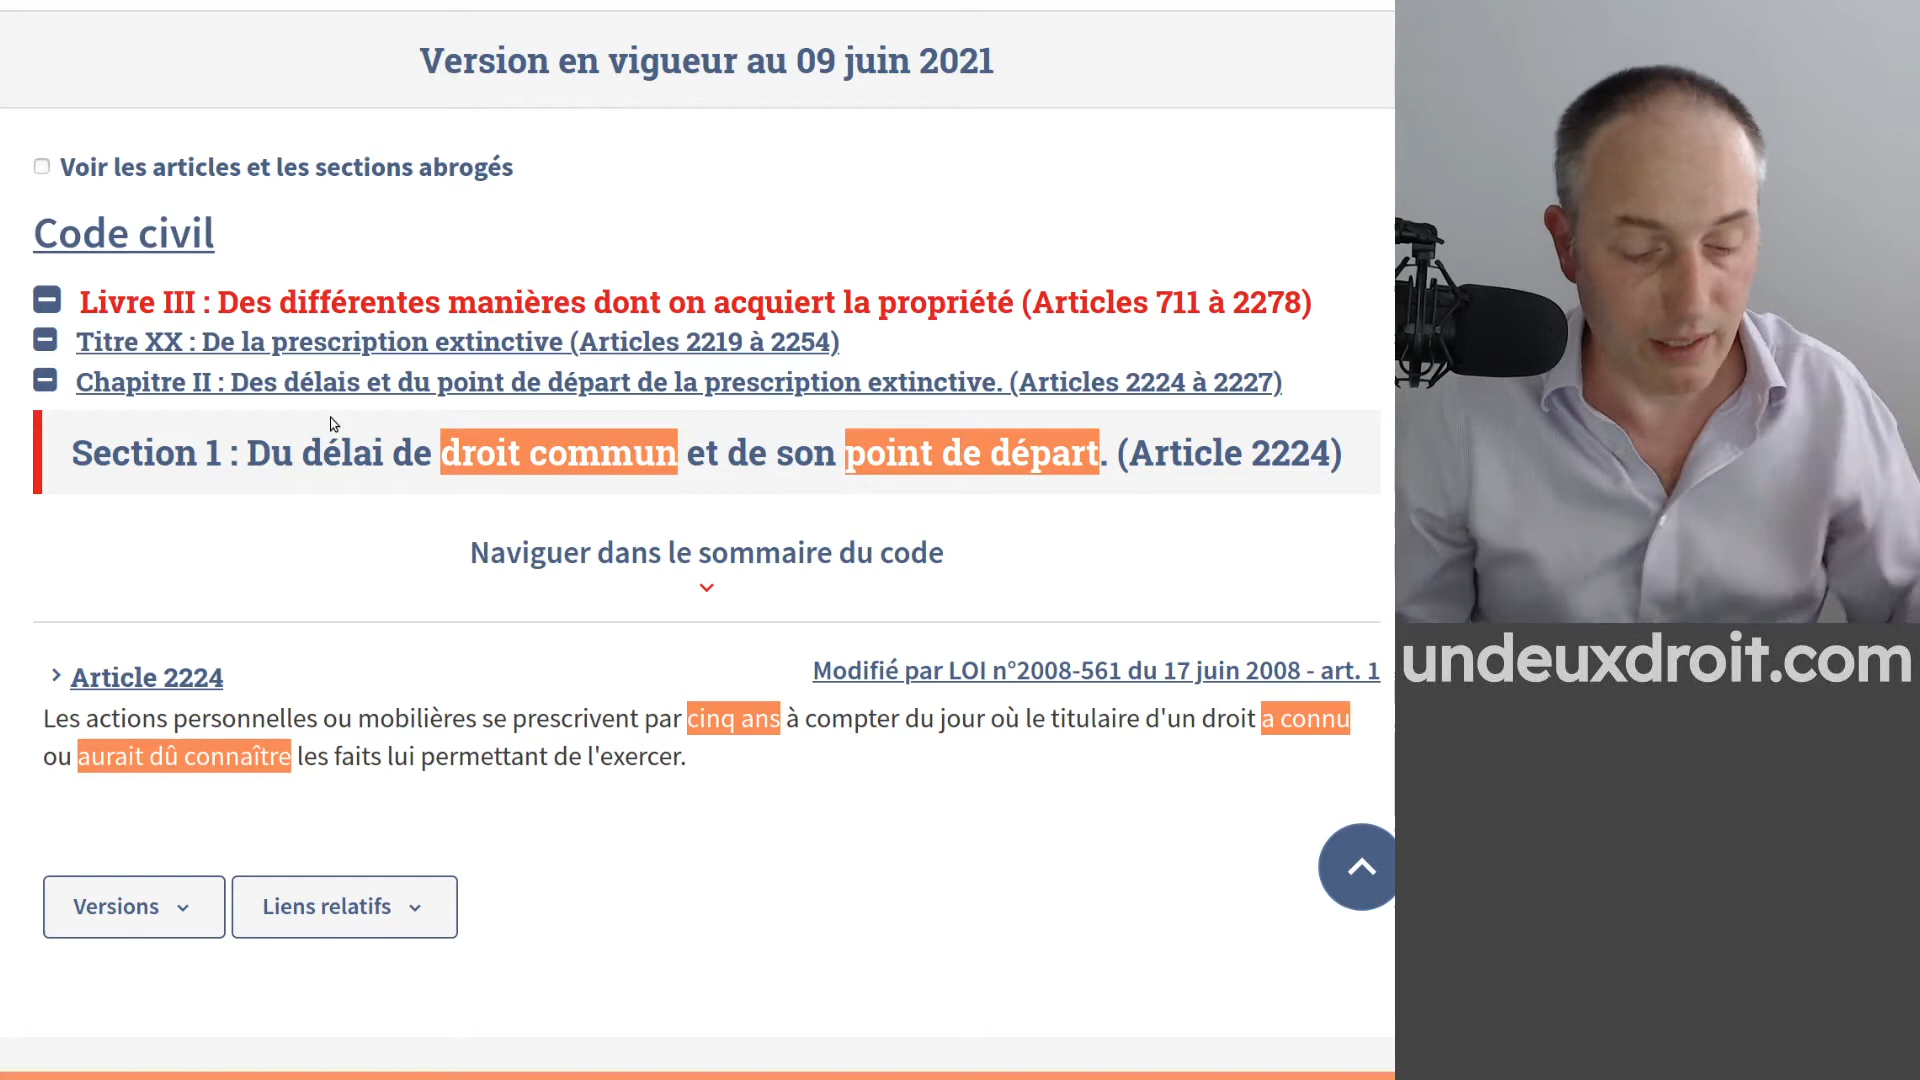 Version en vigueur au 09 juin 2021
Voir les articles et les sections abrogés
Code civil
Livre III : Des différentes manières dont on acquiert la propriété (Articles 711 à 2278)
Titre XX : De la prescription extinctive (Articles 2219 à 2254)
Chapitre II : Des délais et du point de départ de la prescription extinctive. (Articles 2224 à 2227)
Section 1 : Du délai de droit commun et de son point de départ. (Article 2224)
Naviguer dans le sommaire du code
undeuxdroit.com
Article 2224
Modifié par LOI n°2008-561 du 17 juin 2008 - art. 1
Les actions personnelles ou mobilières se prescrivent par cinq ans à compter du jour où le titulaire d'un droit a connu
ou aurait dû connaître les faits lui permettant de l'exercer.
Versions
Liens relatifs